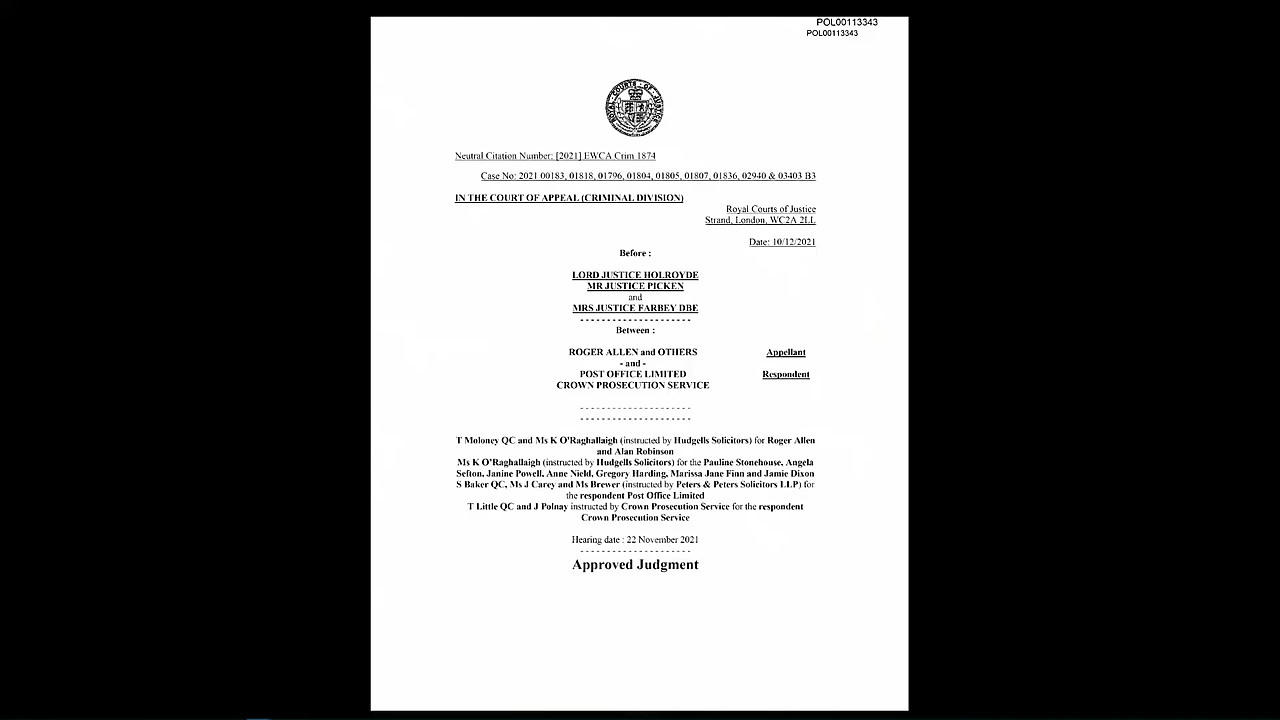 POL00113343
POL00113343
ROYAL COURTS OF JUSTICE
Neutral Citation Number: [2021] EWCA Crim 1874
Case No: 2021 00183, 01818, 01796, 01804, 01805, 01807, 01836, 02940 & 03403 B3
IN THE COURT OF APPEAL (CRIMINAL DIVISION)
Royal Courts of Justice
Strand, London, WC2A 2LL
Date: 10/12/2021
Before :
LORD JUSTICE HOLROYDE
MR JUSTICE PICKEN
and
MRS JUSTICE FARBEY DBE
- - - - - - - - - - - - - - - - - - - - -
Between :
ROGER ALLEN and OTHERS Appellant
- and -
POST OFFICE LIMITED Respondent
CROWN PROSECUTION SERVICE
- - - - - - - - - - - - - - - - - - - - -
- - - - - - - - - - - - - - - - - - - - -
T Moloney QC and Ms K O'Raghallaigh (instructed by Hudgells Solicitors) for Roger Allen
and Alan Robinson
Ms K O'Raghallaigh (instructed by Hudgells Solicitors) for the Pauline Stonehouse, Angela
Sefton, Janine Powell, Anne Nield, Gregory Harding, Marissa Jane Finn and Jamie Dixon
S Baker QC, Ms J Carey and Ms Brewer (instructed by Peters & Peters Solicitors LLP) for
the respondent Post Office Limited
T Little QC and J Polnay instructed by Crown Prosecution Service for the respondent
Crown Prosecution Service
Hearing date : 22 November 2021
- - - - - - - - - - - - - - - - - - - - -
Approved Judgment